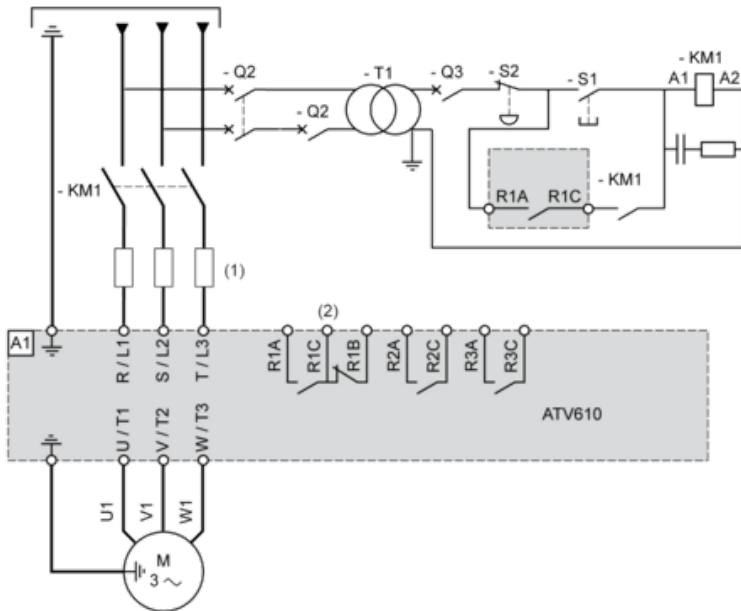 - Q2
- T1
- Q3
- S2
- S1
- KM1
A1
A2
- Q2
- KM1
R1A
R1C
- KM1
(1)
(2)
A1
R / L1
S / L2
T / L3
R1A
R1C
R1B
R2A
R2C
R3A
R3C
ATV610
U / T1
V / T2
W / T3
U1
V1
W1
M
3 ~